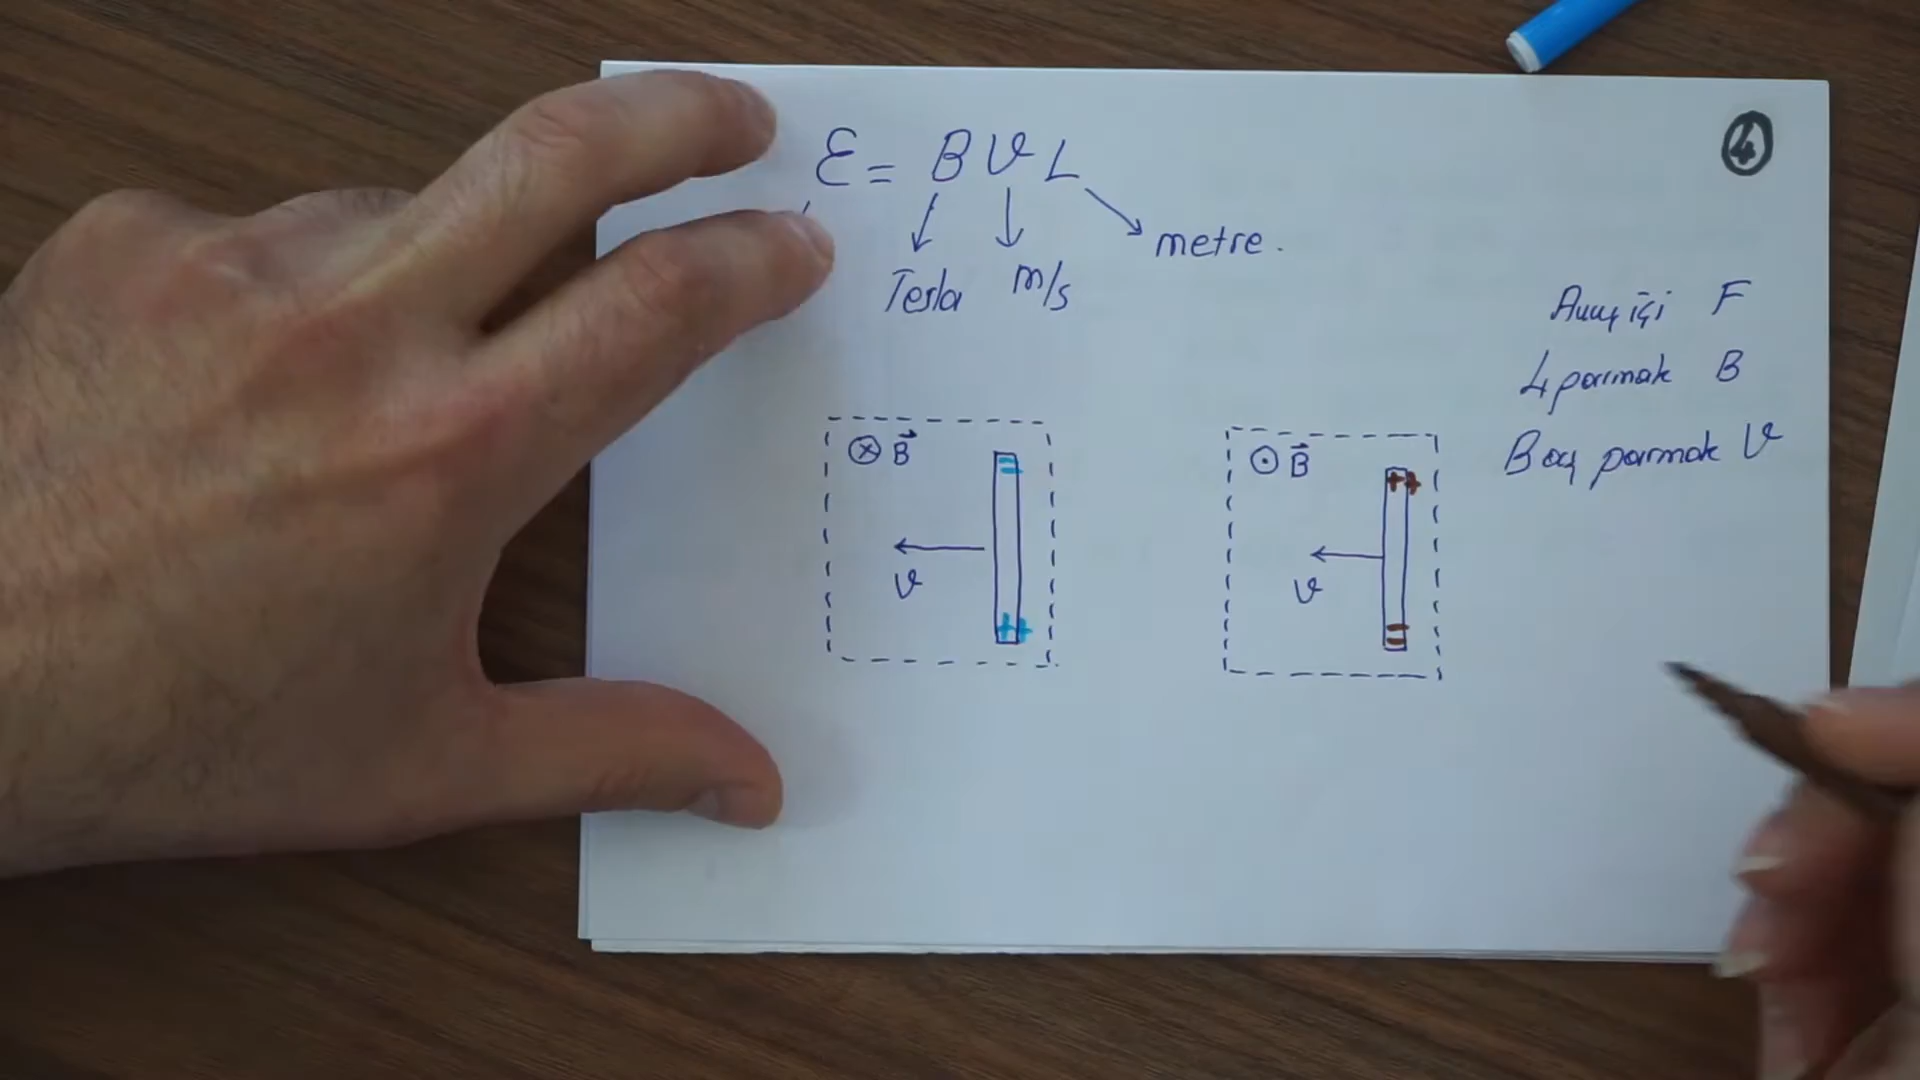 4
Ɛ = B V L
metre.
Tesla m/s
Avuç içi F
4 parmak B
Baş parmak V
⊗ B⃗
=
V
++
⊙ B⃗
++
V
=